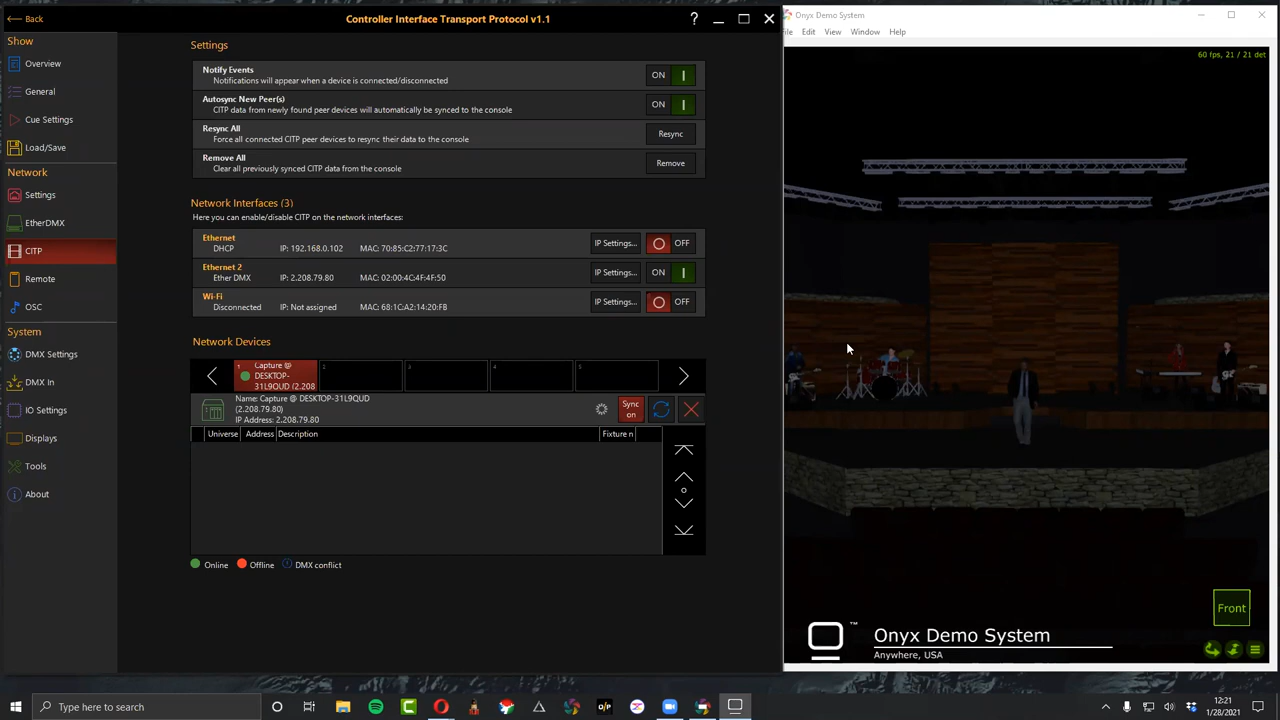 Back
Controller Interface Transport Protocol v1.1
?
Onyx Demo System
File Edit View Window Help
60 fps, 21 / 21 det
Show
Overview
General
Cue Settings
Load/Save
Network
Settings
EtherDMX
CITP
Remote
OSC
System
DMX Settings
DMX In
IO Settings
Displays
Tools
About
Settings
Notify Events
Notifications will appear when a device is connected/disconnected
ON
Autosync New Peer(s)
CITP data from newly found peer devices will automatically be synced to the console
ON
Resync All
Force all connected CITP peer devices to resync their data to the console
Resync
Remove All
Clear all previously synced CITP data from the console
Remove
Network Interfaces (3)
Here you can enable/disable CITP on the network interfaces:
Ethernet
DHCP IP: 192.168.0.102 MAC: 70:85:C2:77:17:3C
IP Settings... OFF
Ethernet 2
Ether DMX IP: 2.208.79.80 MAC: 02:00:4C:4F:4F:50
IP Settings... ON
Wi-Fi
Disconnected IP: Not assigned MAC: 68:1C:A2:14:20:FB
IP Settings... OFF
Network Devices
1 2 3 4 5
Capture @
DESKTOP-
31L9QUD (2.208
Name: Capture @ DESKTOP-31L9QUD
(2.208.79.80)
IP Address: 2.208.79.80
Sync
on
Universe Address Description Fixture n
Online Offline DMX conflict
Front
Onyx Demo System
Anywhere, USA
TM
Type here to search
o/p
12:21
1/28/2021